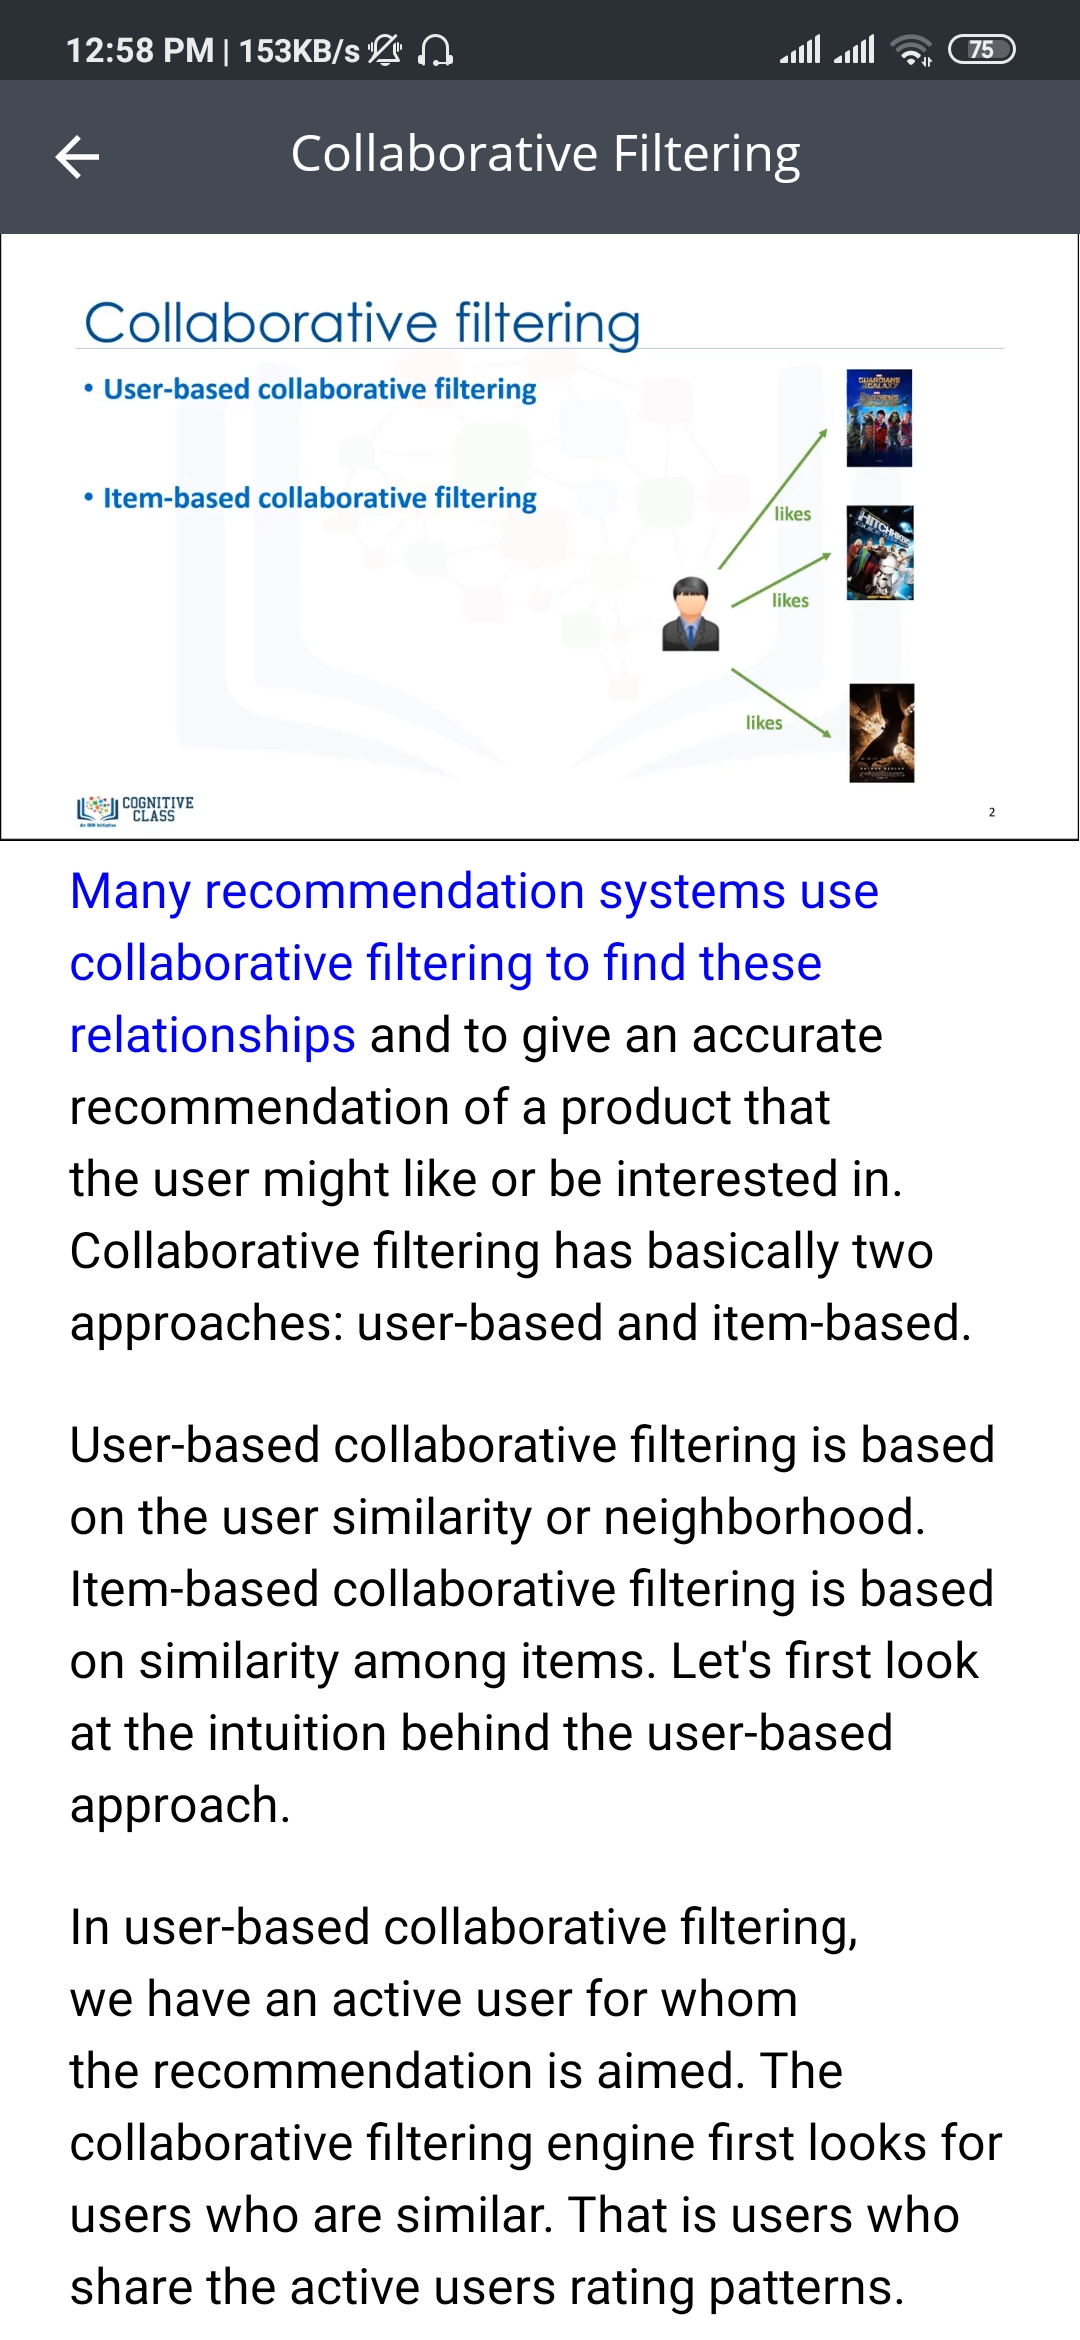 12:58 PM | 153KB/s
75
Collaborative Filtering
Collaborative filtering
• User-based collaborative filtering
• Item-based collaborative filtering
GUARDIANS
GALAXY
likes
likes
likes
COGNITIVE
CLASS
An IBM Initiative
2
Many recommendation systems use
collaborative filtering to find these
relationships and to give an accurate
recommendation of a product that
the user might like or be interested in.
Collaborative filtering has basically two
approaches: user-based and item-based.
User-based collaborative filtering is based
on the user similarity or neighborhood.
Item-based collaborative filtering is based
on similarity among items. Let's first look
at the intuition behind the user-based
approach.
In user-based collaborative filtering,
we have an active user for whom
the recommendation is aimed. The
collaborative filtering engine first looks for
users who are similar. That is users who
share the active users rating patterns.